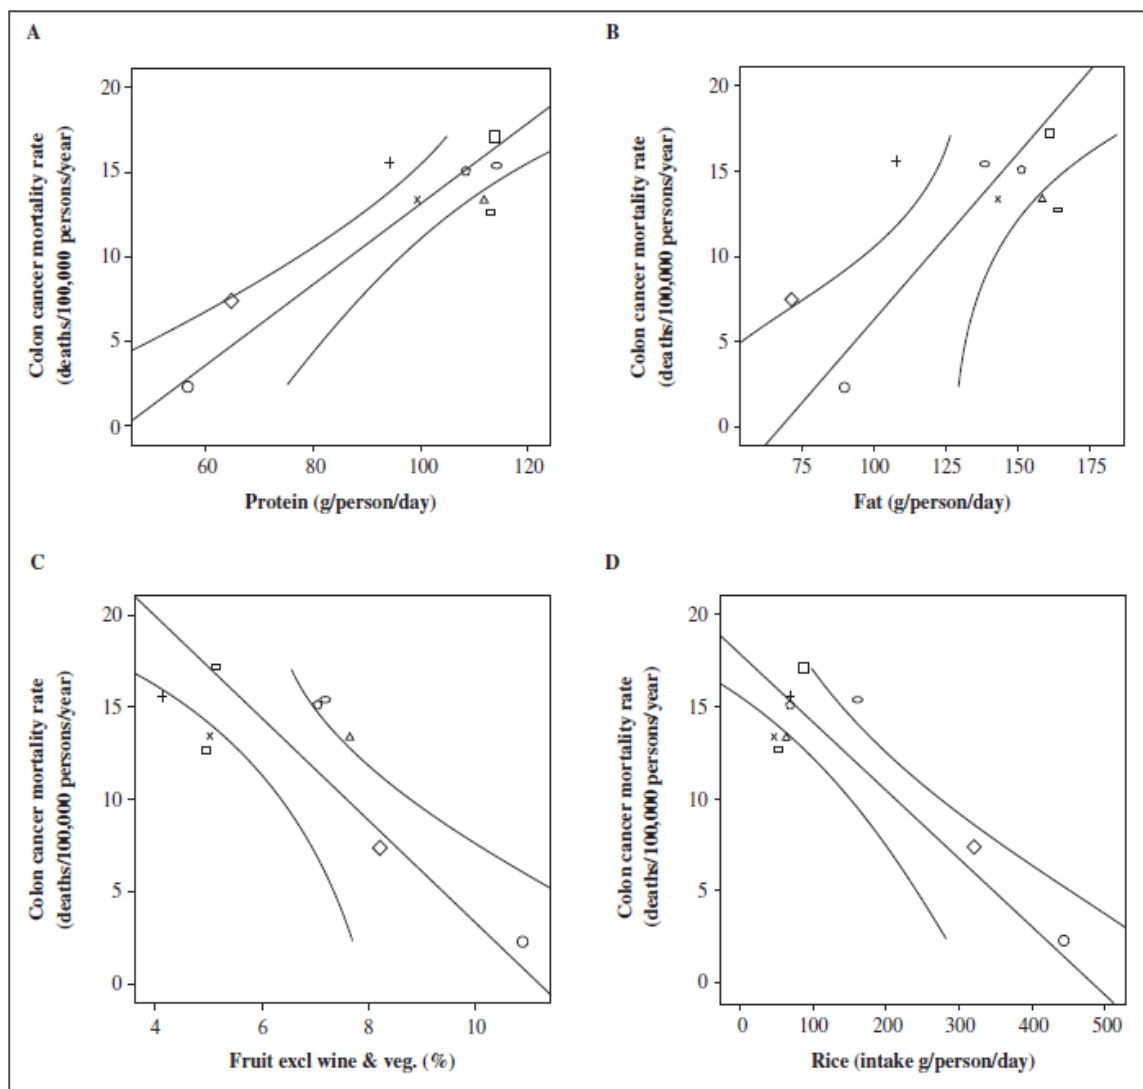 A
Colon cancer mortality rate
(deaths/100,000 persons/year)
20
15
10
5
0
60 80 100 120
Protein (g/person/day)
B
Colon cancer mortality rate
(deaths/100,000 persons/year)
20
15
10
5
0
75 100 125 150 175
Fat (g/person/day)
C
Colon cancer mortality rate
(deaths/100,000 persons/year)
20
15
10
5
0
4 6 8 10
Fruit excl wine & veg. (%)
D
Colon cancer mortality rate
(deaths/100,000 persons/year)
20
15
10
5
0
0 100 200 300 400 500
Rice (intake g/person/day)